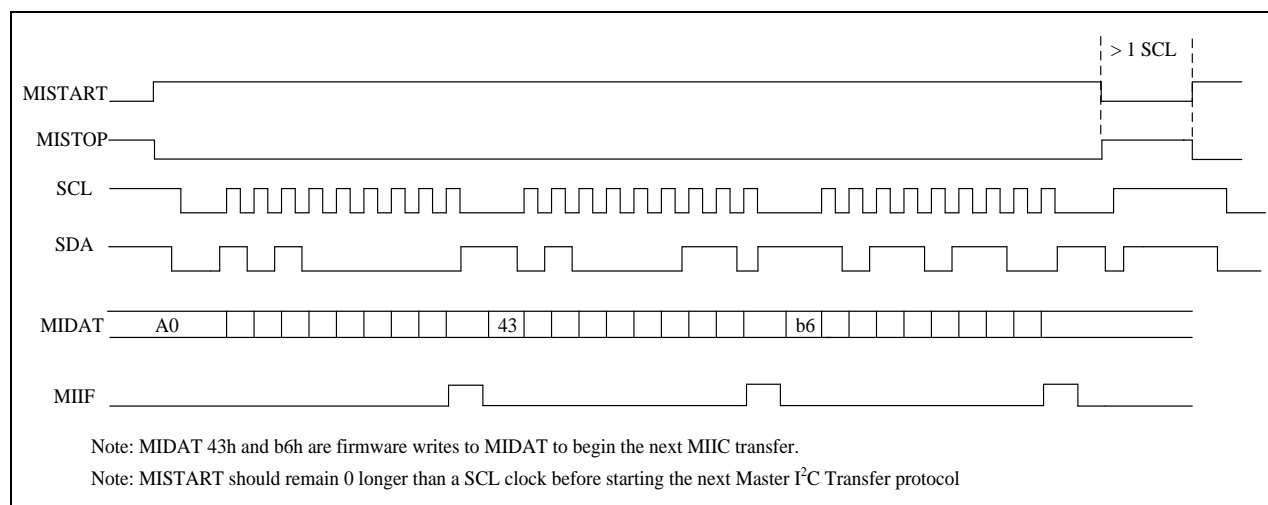 > 1 SCL
MISTART
MISTOP
SCL
SDA
MIDAT A0 43 b6
MIIF
Note: MIDAT 43h and b6h are firmware writes to MIDAT to begin the next MIIC transfer.
Note: MISTART should remain 0 longer than a SCL clock before starting the next Master I²C Transfer protocol